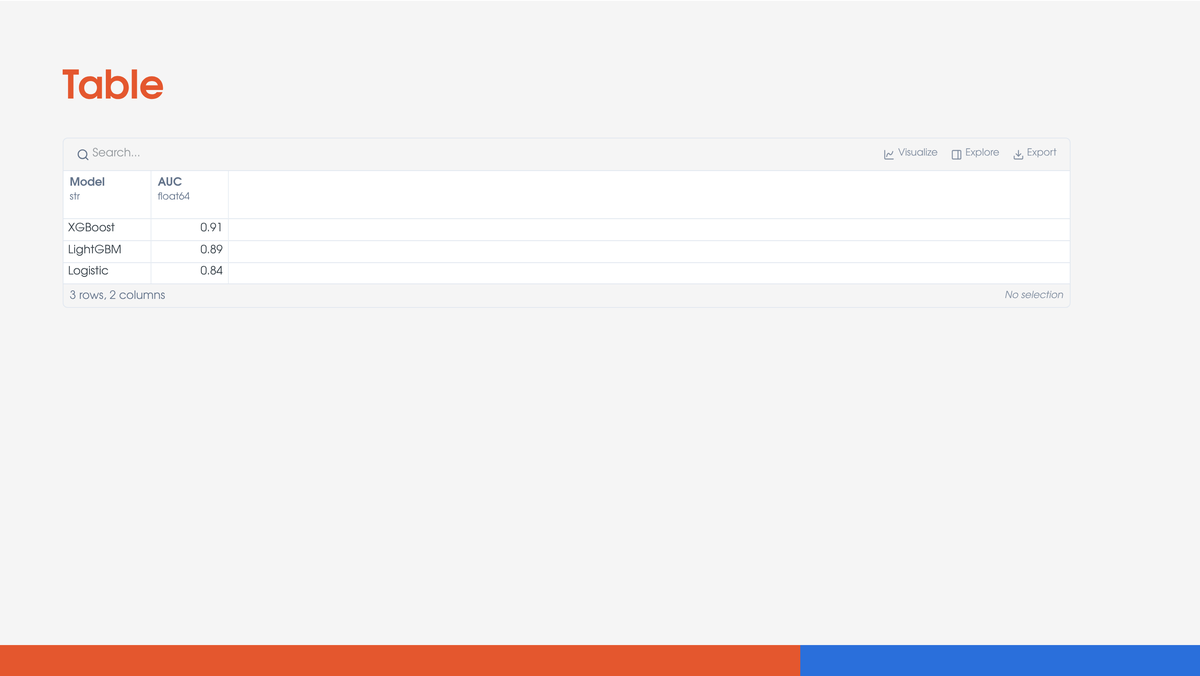 Table
Search... Visualize Explore Export
Model AUC
str float64
XGBoost 0.91
LightGBM 0.89
Logistic 0.84
3 rows, 2 columns No selection